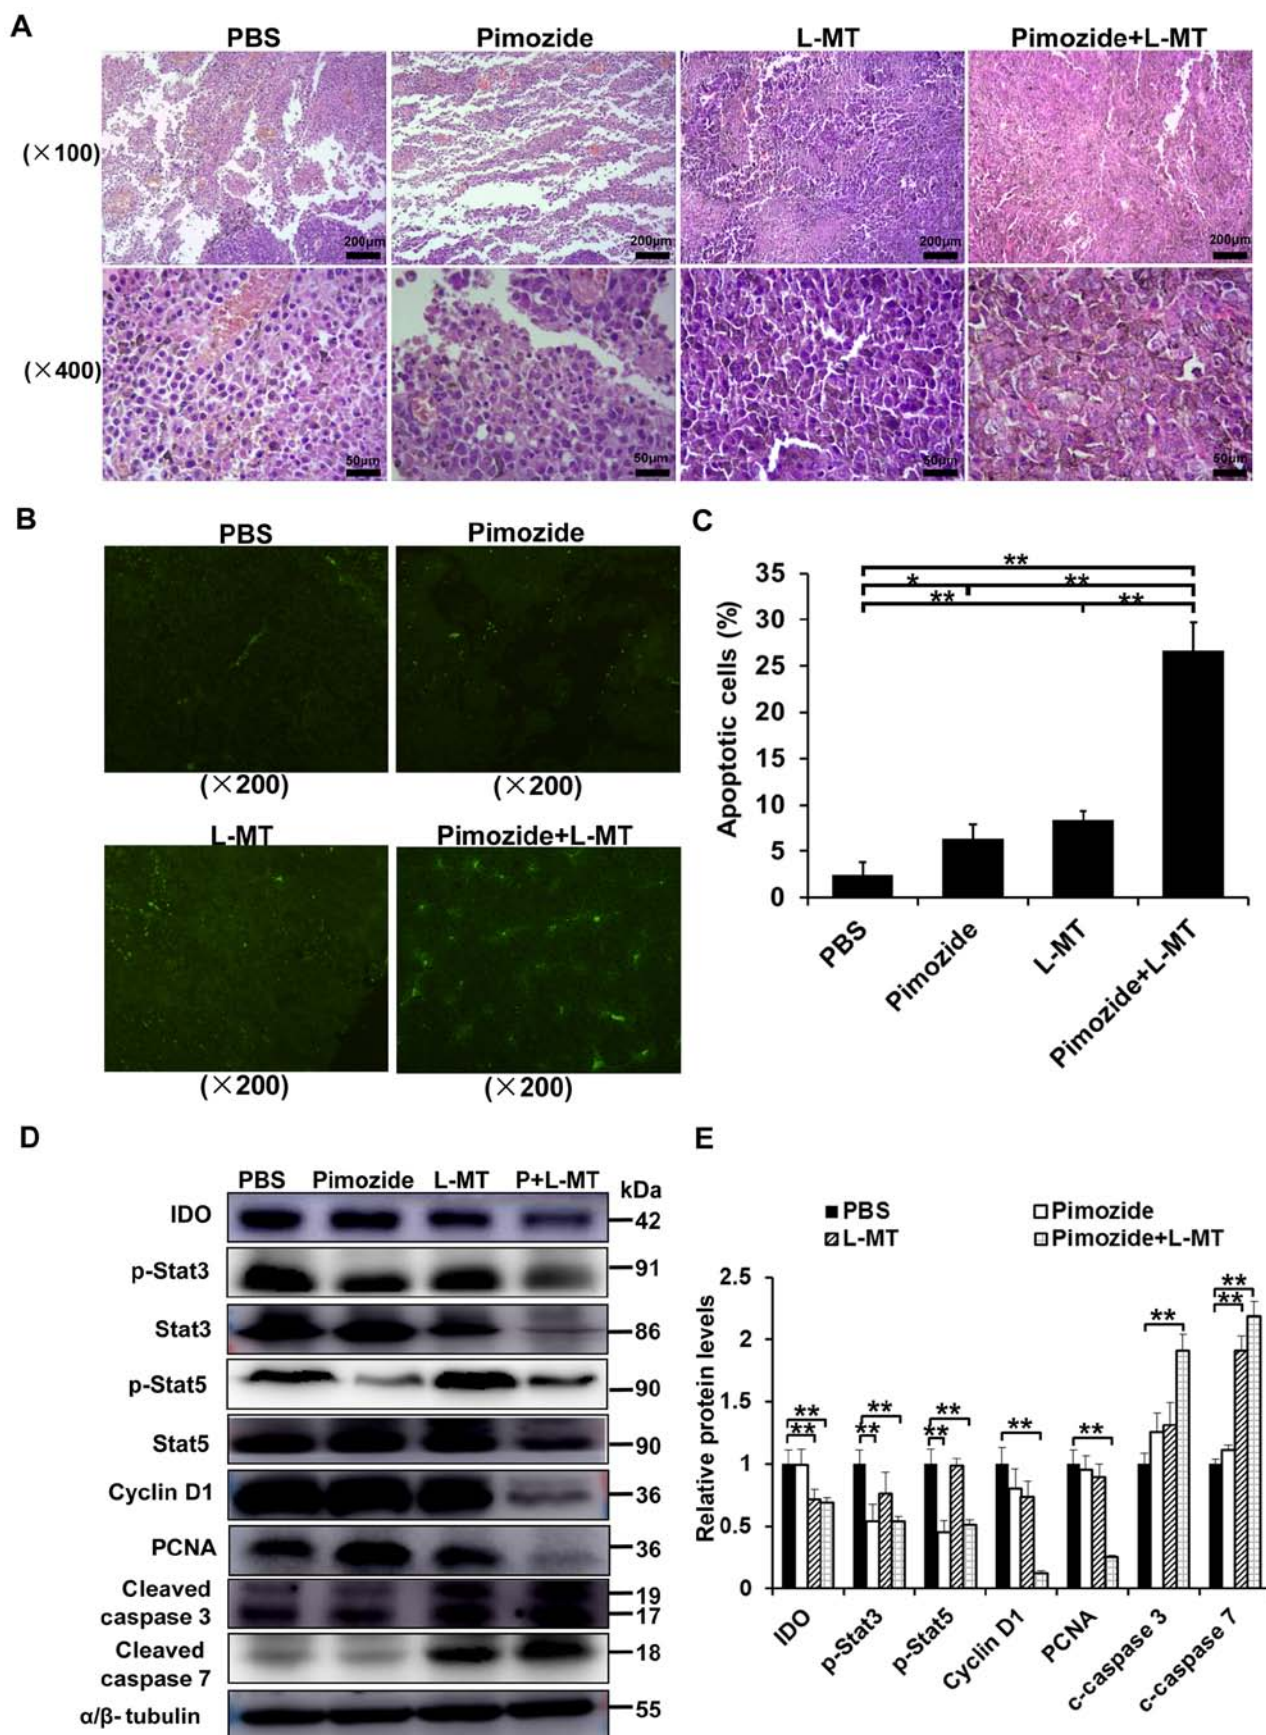 A
PBS Pimozide L-MT Pimozide+L-MT
(×100)
200μm 200μm 200μm 200μm
(×400)
50μm 50μm 50μm 50μm
B
PBS Pimozide
(×200) (×200)
L-MT Pimozide+L-MT
(×200) (×200)
C
** 
* **
** **
Apoptotic cells (%)
35
30
25
20
15
10
5
0
PBS Pimozide L-MT Pimozide+L-MT
D
PBS Pimozide L-MT P+L-MT kDa
IDO 42
p-Stat3 91
Stat3 86
p-Stat5 90
Stat5 90
Cyclin D1 36
PCNA 36
Cleaved 19
caspase 3 17
Cleaved 18
caspase 7
α/β- tubulin 55
E
PBS Pimozide
L-MT Pimozide+L-MT
Relative protein levels
2.5
2
1.5
1
0.5
0
** ** ** ** ** ** ** ** ** ** **
IDO p-Stat3 p-Stat5 Cyclin D1 PCNA c-caspase 3 c-caspase 7